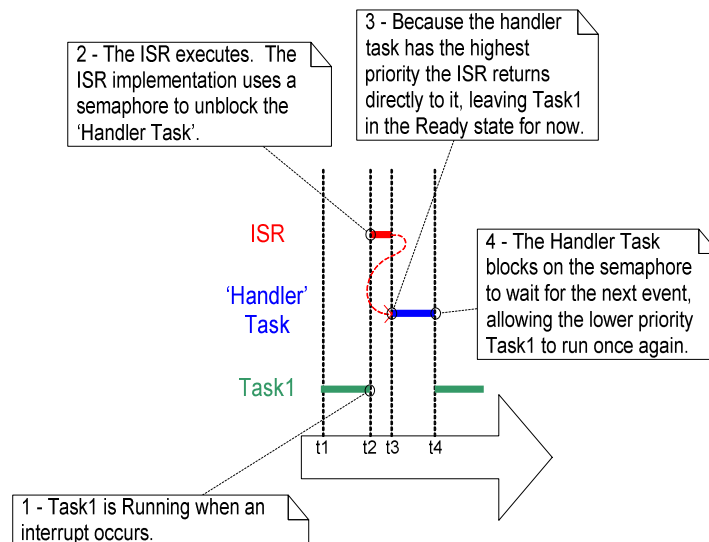 2 - The ISR executes.  The
ISR implementation uses a
semaphore to unblock the
‘Handler Task’.
3 - Because the handler
task has the highest
priority the ISR returns
directly to it, leaving Task1
in the Ready state for now.
ISR
‘Handler’
Task
4 - The Handler Task
blocks on the semaphore
to wait for the next event,
allowing the lower priority
Task1 to run once again.
Task1
t1 t2 t3 t4
1 - Task1 is Running when an
interrupt occurs.